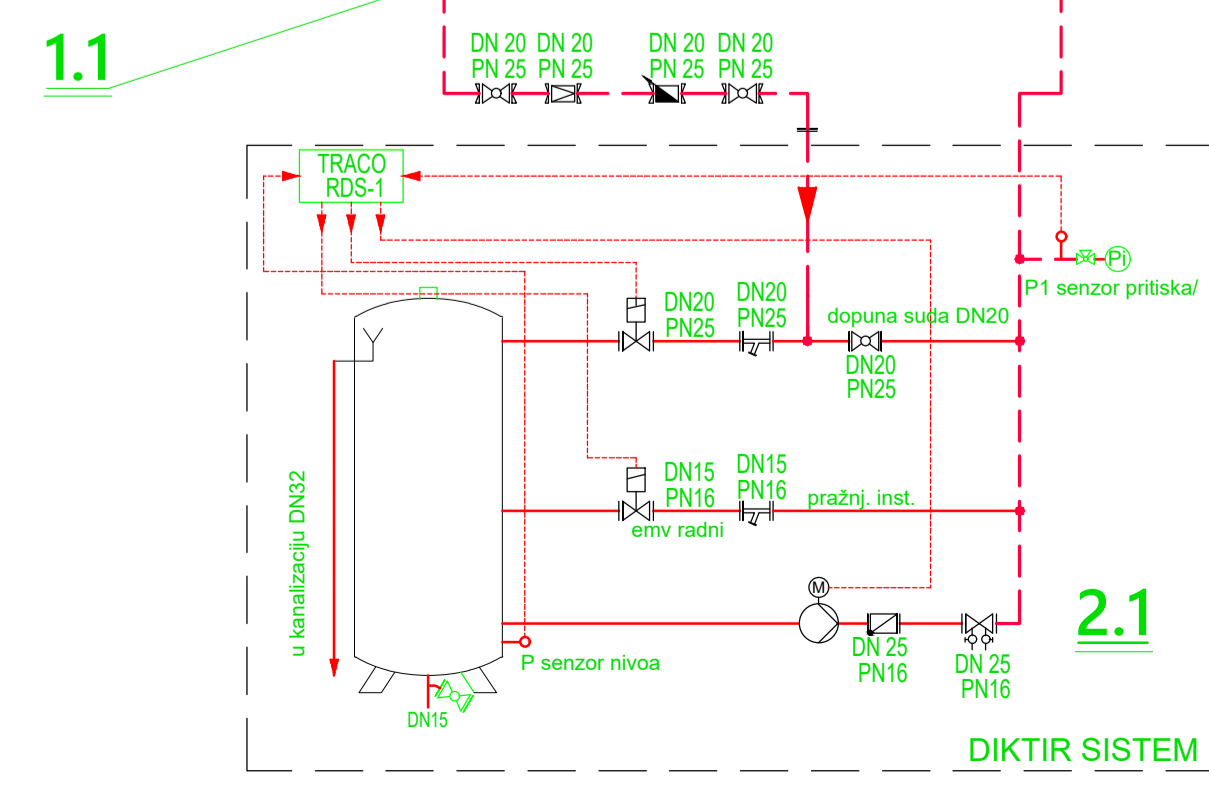 1.1
DN 20 DN 20 DN 20 DN 20
PN 25 PN 25 PN 25 PN 25
TRACO
RDS-1
Pi
P1 senzor pritiska/
DN20
PN25
DN20
PN25
dopuna suda DN20
DN20
PN25
DN15
PN16
DN15
PN16
pražnj. inst.
emv radni
u kanalizaciju DN32
M
2.1
DN 25
PN16
DN 25
PN16
P senzor nivoa
DN15
DIKTIR SISTEM